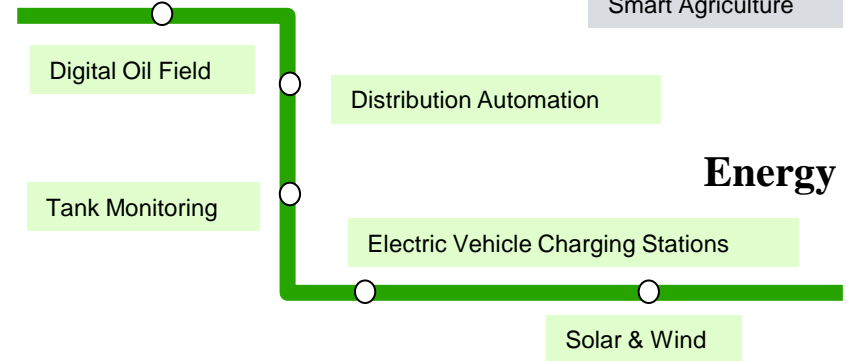 Smart Agriculture
Digital Oil Field
Distribution Automation
Energy
Tank Monitoring
Electric Vehicle Charging Stations
Solar & Wind